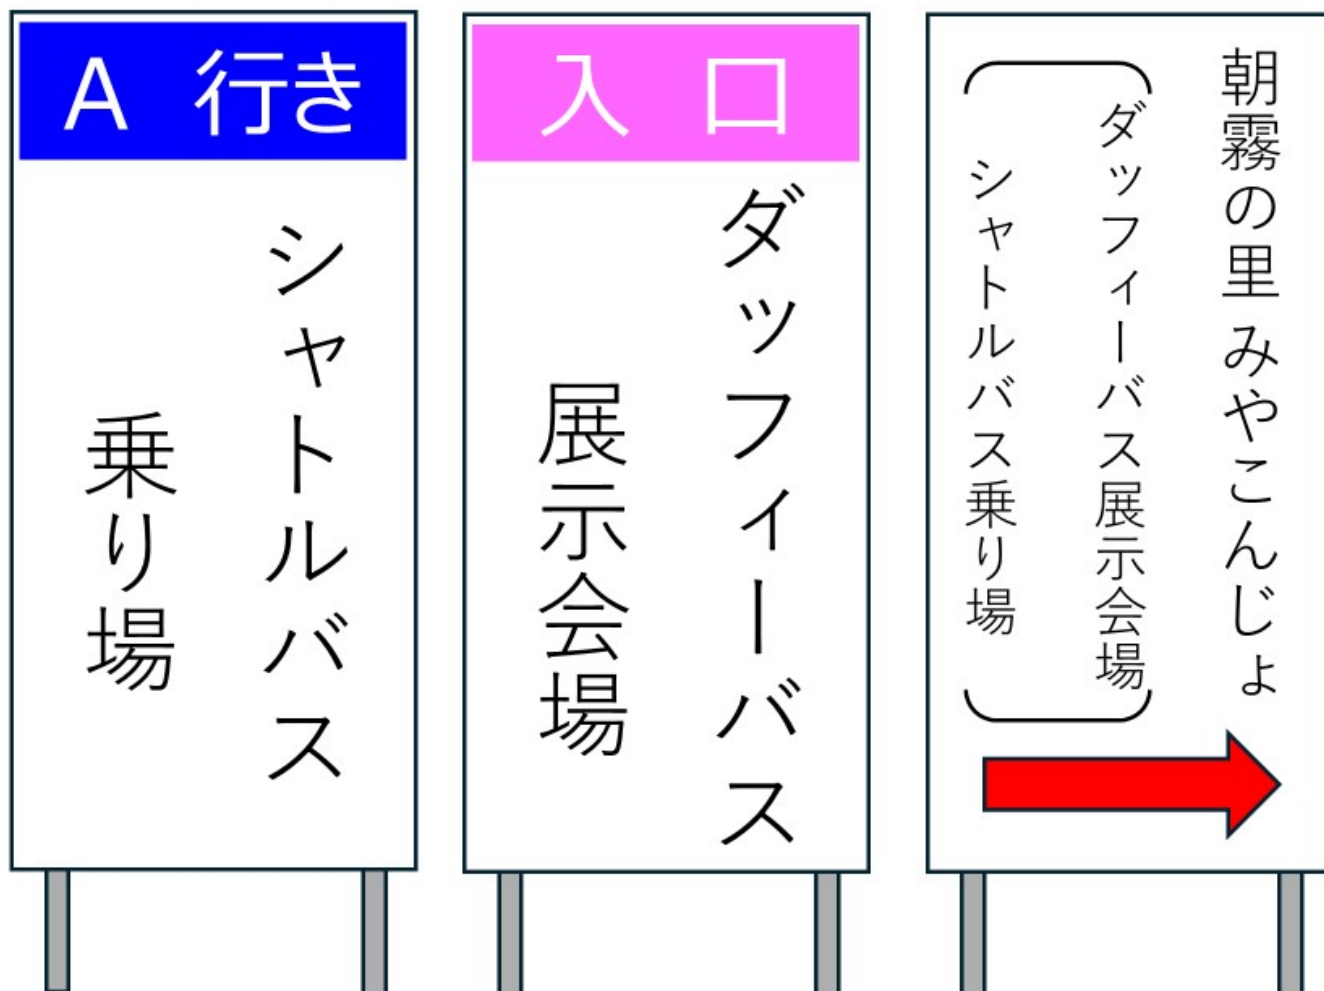 A 行き
シャトルバス
乗り場
入 口
ダッフィーバス
展示会場
朝霧の里 みやこんじょ
ダッフィーバス展示会場
シャトルバス乗り場